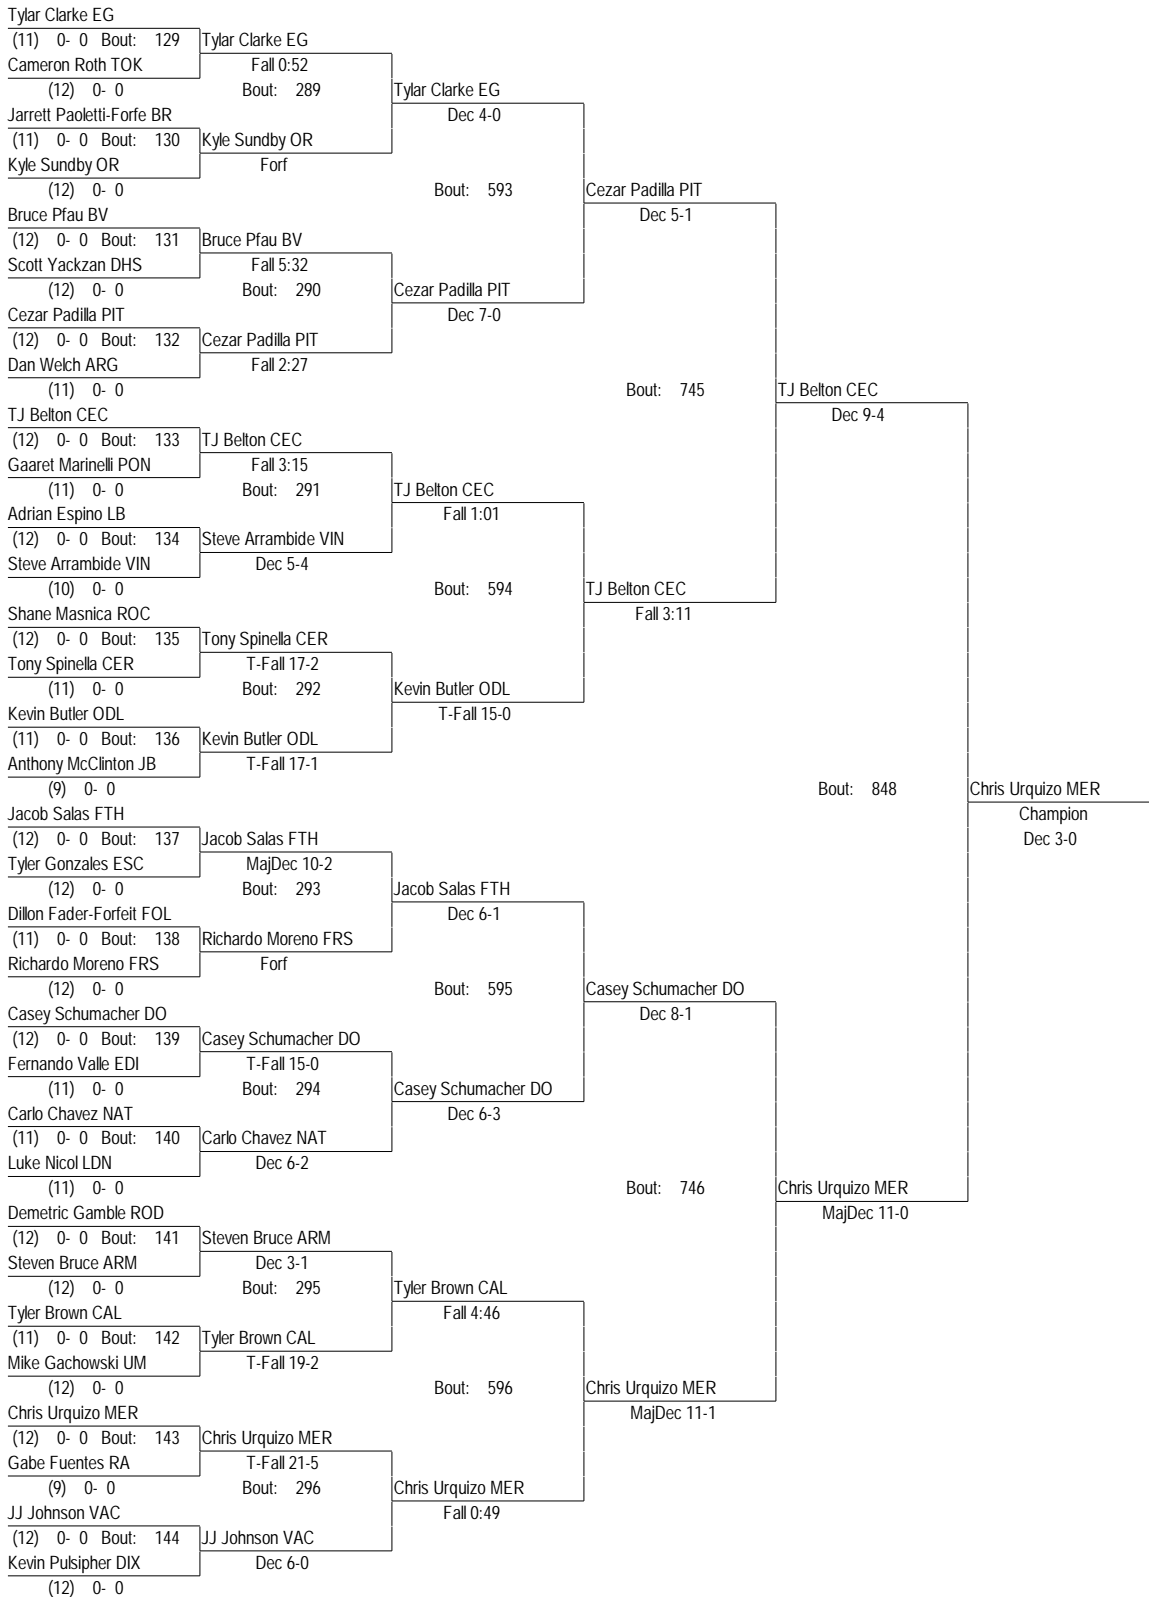 Tylar Clarke EG
(11) 0- 0 Bout: 129 Tylar Clarke EG
Cameron Roth TOK Fall 0:52
(12) 0- 0 Bout: 289 Tylar Clarke EG
Jarrett Paoletti-Forfe BR Dec 4-0
(11) 0- 0 Bout: 130 Kyle Sundby OR
Kyle Sundby OR Forf
(12) 0- 0 Bout: 593 Cezar Padilla PIT
Bruce Pfau BV Dec 5-1
(12) 0- 0 Bout: 131 Bruce Pfau BV
Scott Yackzan DHS Fall 5:32
(12) 0- 0 Bout: 290 Cezar Padilla PIT
Cezar Padilla PIT Dec 7-0
(12) 0- 0 Bout: 132 Cezar Padilla PIT
Dan Welch ARG Fall 2:27
(11) 0- 0 Bout: 745 TJ Belton CEC
TJ Belton CEC Dec 9-4
(12) 0- 0 Bout: 133 TJ Belton CEC
Gaaret Marinelli PON Fall 3:15
(11) 0- 0 Bout: 291 TJ Belton CEC
Adrian Espino LB Fall 1:01
(12) 0- 0 Bout: 134 Steve Arrambide VIN
Steve Arrambide VIN Dec 5-4
(10) 0- 0 Bout: 594 TJ Belton CEC
Shane Masnica ROC Fall 3:11
(12) 0- 0 Bout: 135 Tony Spinella CER
Tony Spinella CER T-Fall 17-2
(11) 0- 0 Bout: 292 Kevin Butler ODL
Kevin Butler ODL T-Fall 15-0
(11) 0- 0 Bout: 136 Kevin Butler ODL
Anthony McClinton JB T-Fall 17-1
(9) 0- 0 Bout: 848 Chris Urquizo MER
Jacob Salas FTH Champion
(12) 0- 0 Bout: 137 Jacob Salas FTH Dec 3-0
Tyler Gonzales ESC MajDec 10-2
(12) 0- 0 Bout: 293 Jacob Salas FTH
Dillon Fader-Forfeit FOL Dec 6-1
(11) 0- 0 Bout: 138 Richardo Moreno FRS
Richardo Moreno FRS Forf
(12) 0- 0 Bout: 595 Casey Schumacher DO
Casey Schumacher DO Dec 8-1
(12) 0- 0 Bout: 139 Casey Schumacher DO
Fernando Valle EDI T-Fall 15-0
(11) 0- 0 Bout: 294 Casey Schumacher DO
Carlo Chavez NAT Dec 6-3
(11) 0- 0 Bout: 140 Carlo Chavez NAT
Luke Nicol LDN Dec 6-2
(11) 0- 0 Bout: 746 Chris Urquizo MER
Demetric Gamble ROD MajDec 11-0
(12) 0- 0 Bout: 141 Steven Bruce ARM
Steven Bruce ARM Dec 3-1
(12) 0- 0 Bout: 295 Tyler Brown CAL
Tyler Brown CAL Fall 4:46
(11) 0- 0 Bout: 142 Tyler Brown CAL
Mike Gachowski UM T-Fall 19-2
(12) 0- 0 Bout: 596 Chris Urquizo MER
Chris Urquizo MER MajDec 11-1
(12) 0- 0 Bout: 143 Chris Urquizo MER
Gabe Fuentes RA T-Fall 21-5
(9) 0- 0 Bout: 296 Chris Urquizo MER
JJ Johnson VAC Fall 0:49
(12) 0- 0 Bout: 144 JJ Johnson VAC
Kevin Pulsipher DIX Dec 6-0
(12) 0- 0